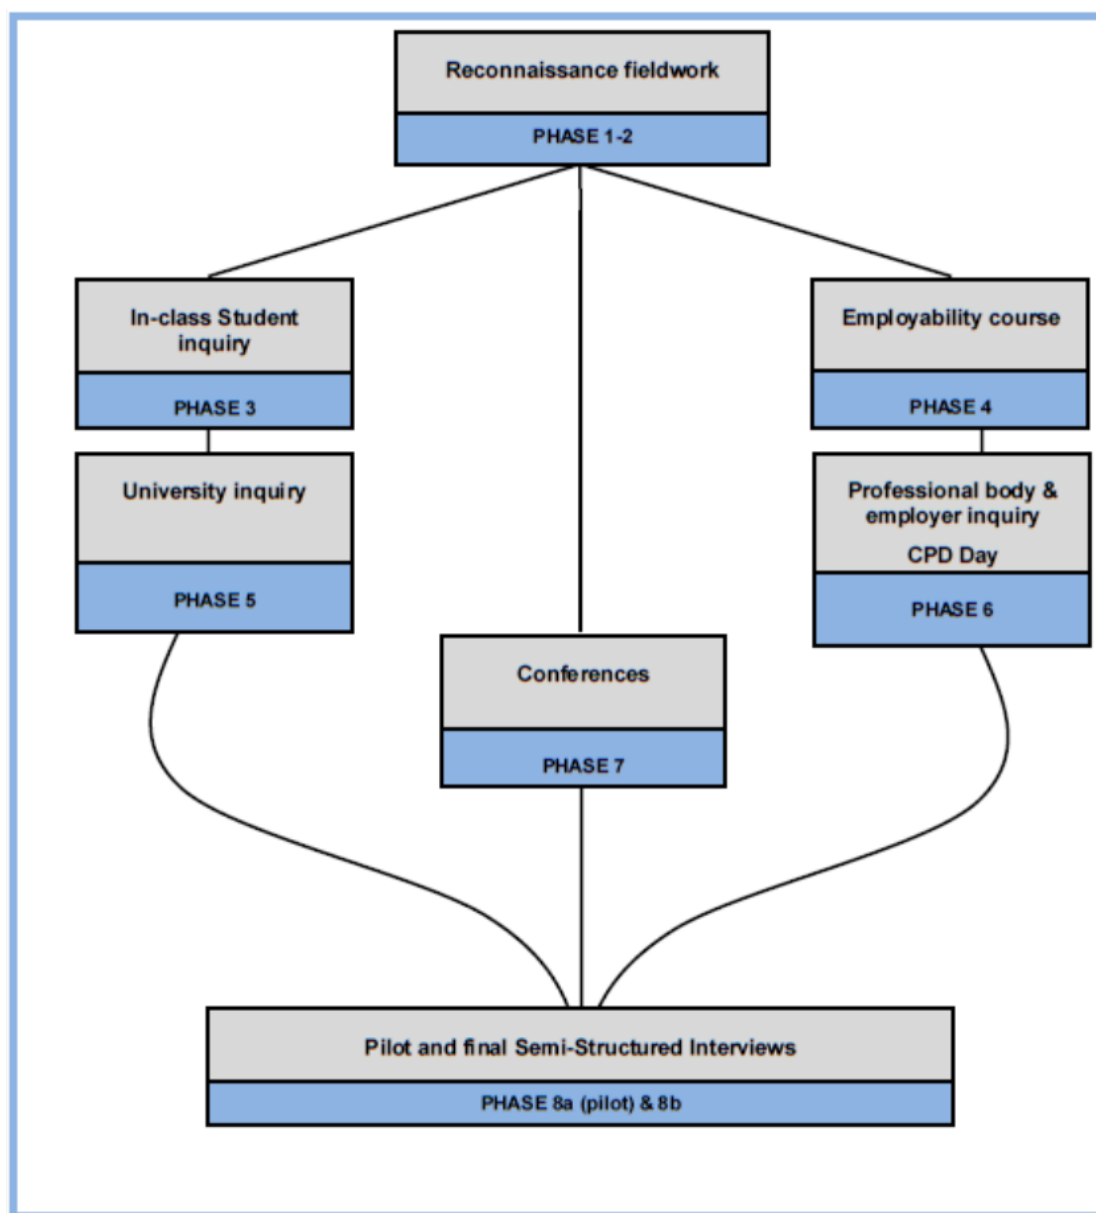 Reconnaissance fieldwork
PHASE 1-2
In-class Student
inquiry
PHASE 3
Employability course
PHASE 4
University inquiry
PHASE 5
Professional body &
employer inquiry
CPD Day
PHASE 6
Conferences
PHASE 7
Pilot and final Semi-Structured Interviews
PHASE 8a (pilot) & 8b